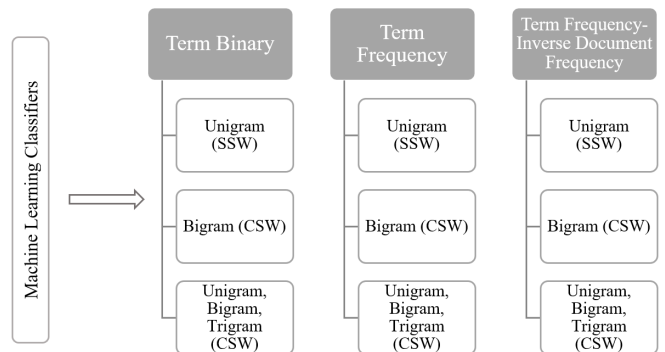 Machine Learning Classifiers
Term Binary
Unigram
(SSW)
Bigram (CSW)
Unigram,
Bigram,
Trigram
(CSW)
Term
Frequency
Unigram
(SSW)
Bigram (CSW)
Unigram,
Bigram,
Trigram
(CSW)
Term Frequency-
Inverse Document
Frequency
Unigram
(SSW)
Bigram (CSW)
Unigram,
Bigram,
Trigram
(CSW)